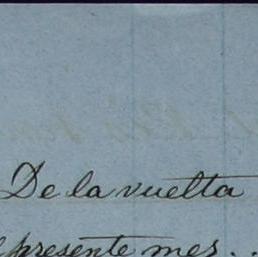 De la vuelta
presente mes..